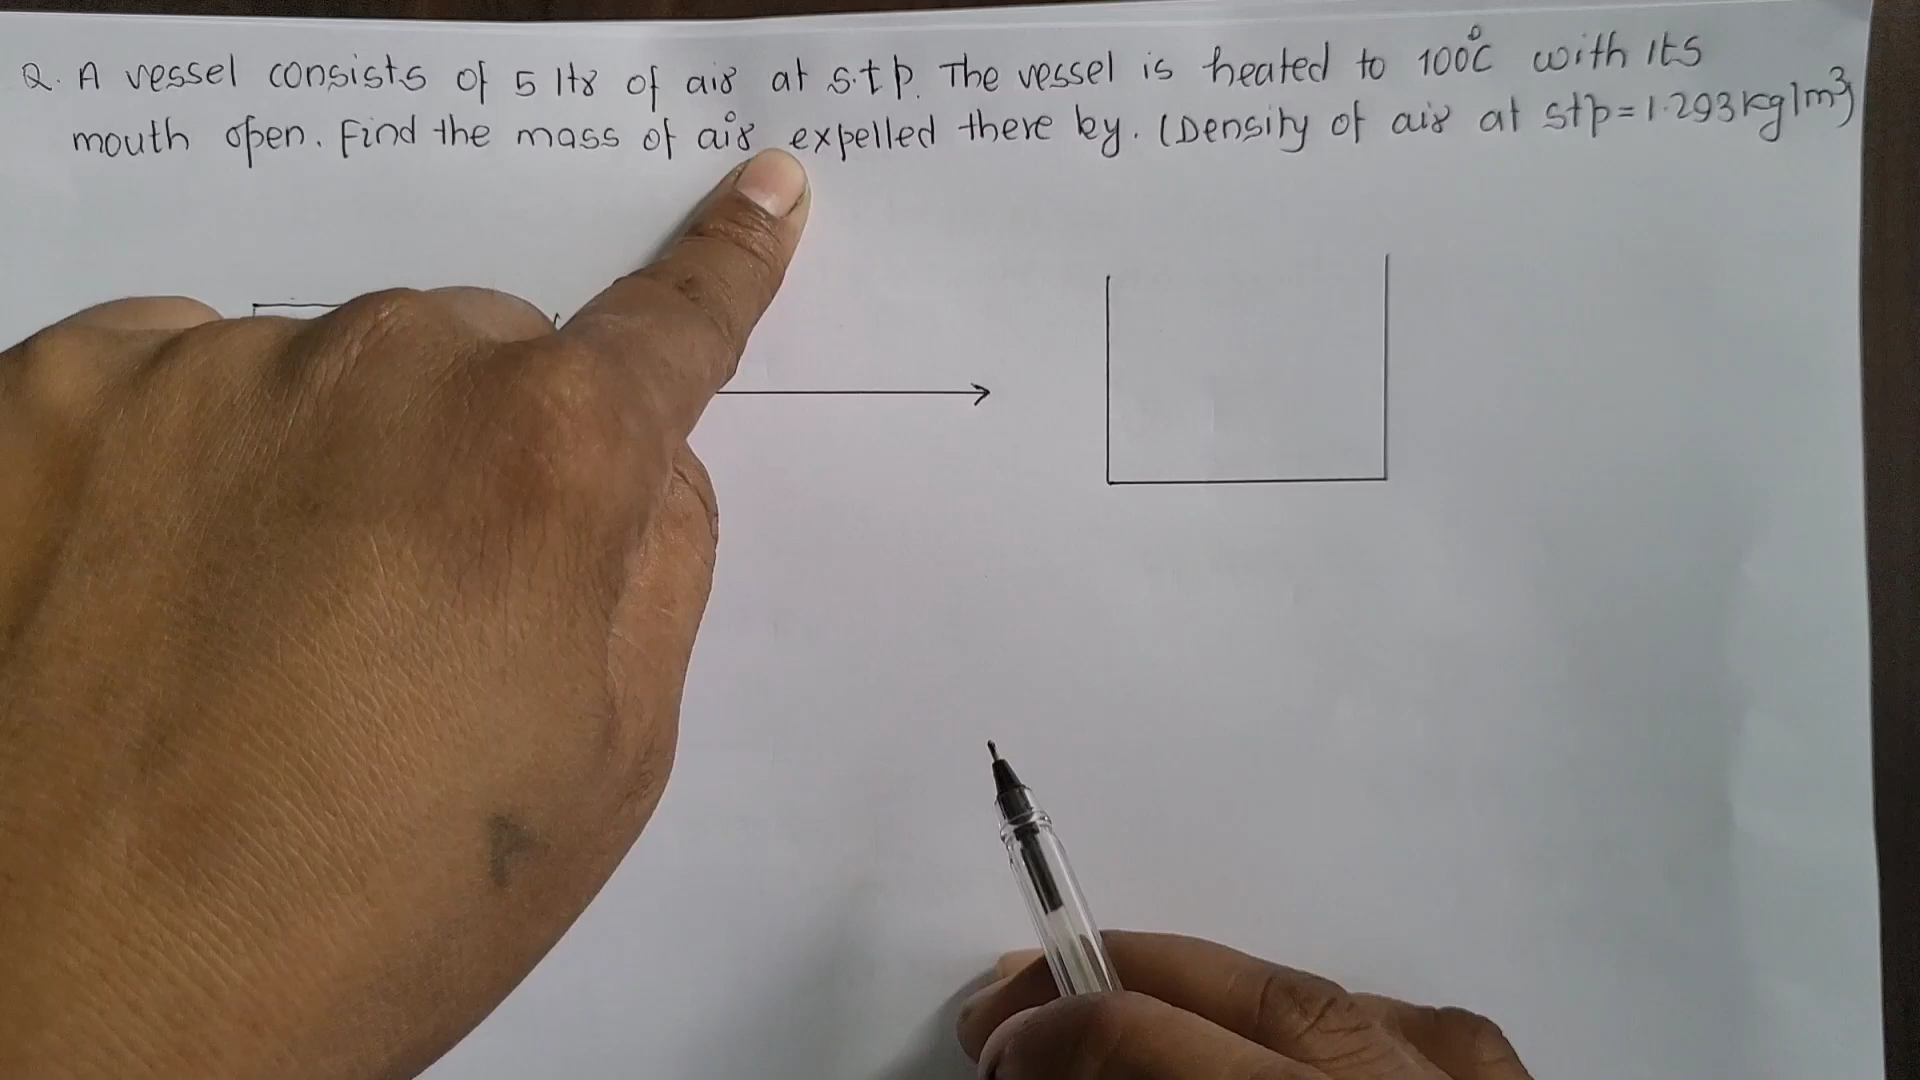 Q. A vessel consists of 5 ltr of air at s.t.p. The vessel is heated to 100°C with its
mouth open. Find the mass of air expelled there by. (Density of air at stp = 1.293 kg/m³)